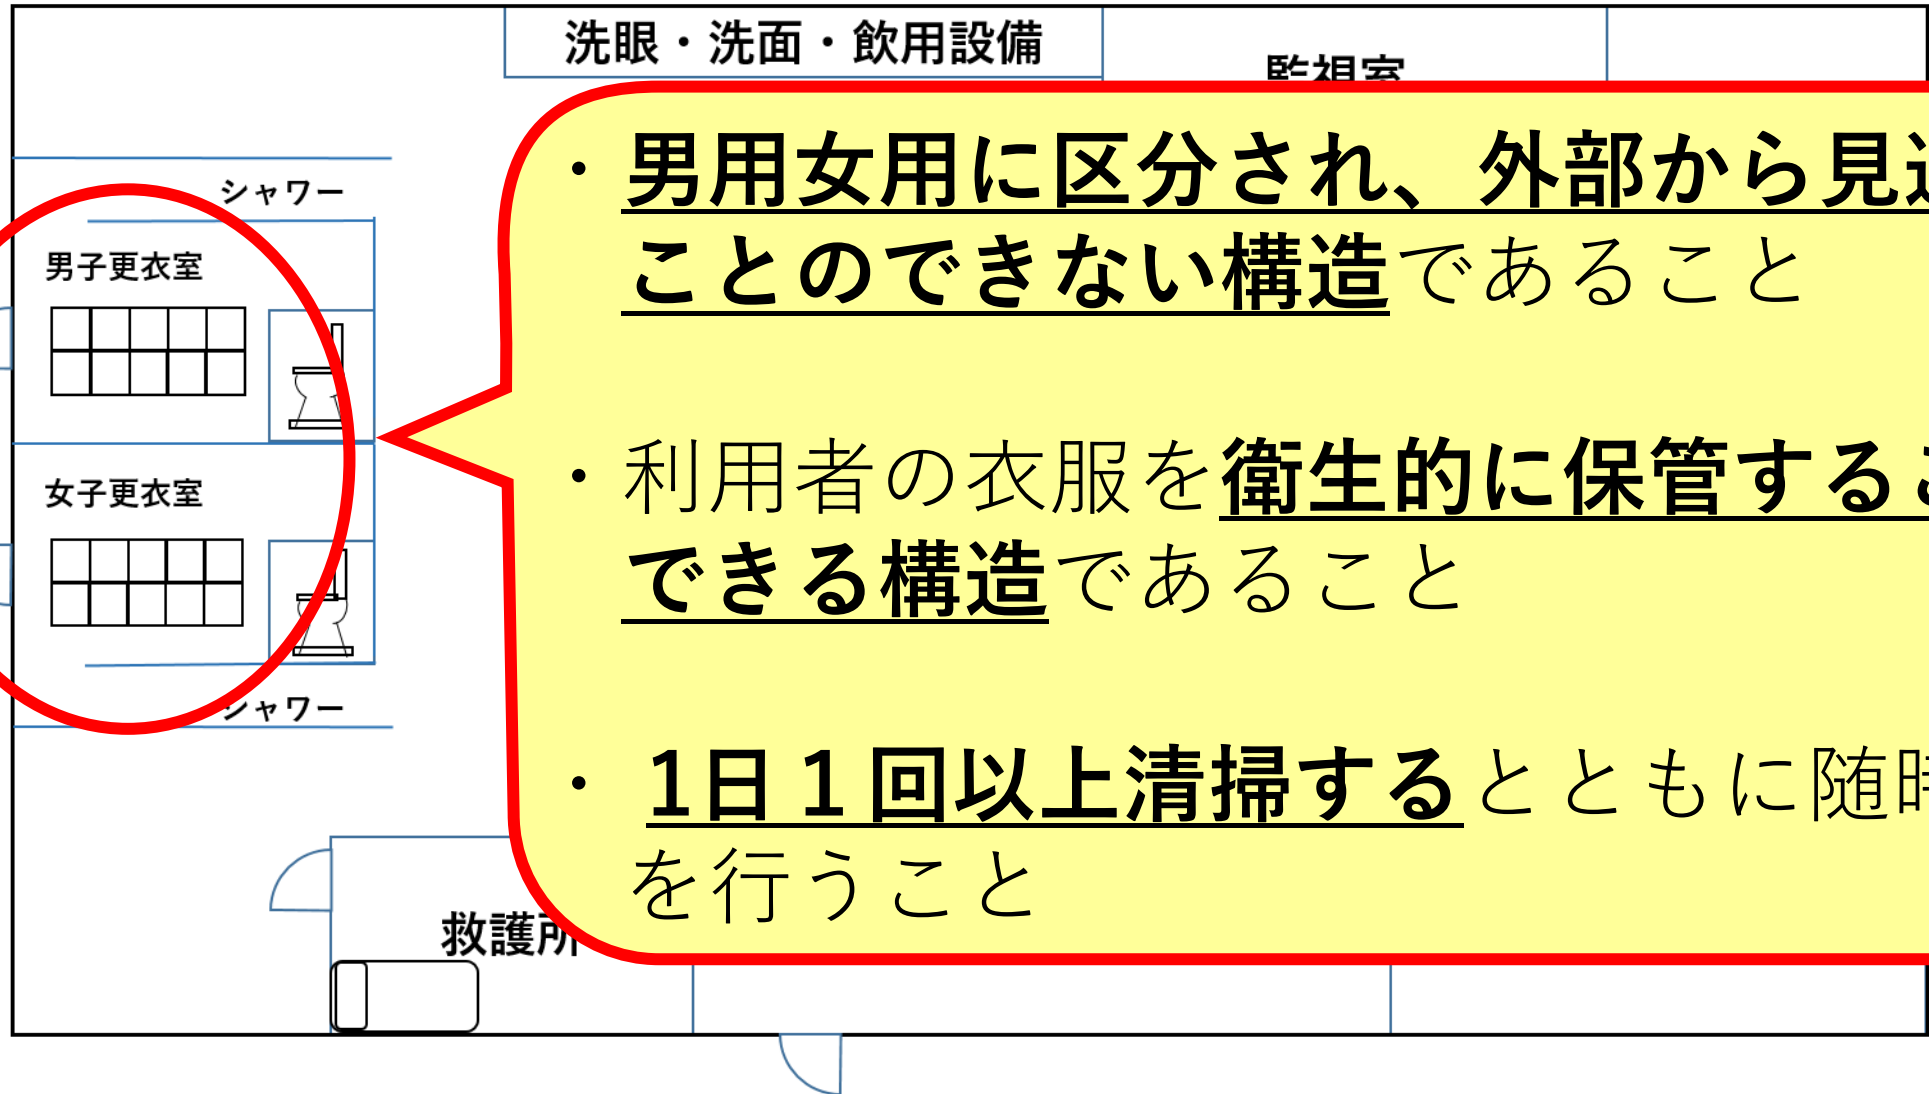 洗眼・洗面・飲用設備
監視室
シャワー
男子更衣室
女子更衣室
シャワー
救護所
・男用女用に区分され、外部から見
ことのできない構造であること
・利用者の衣服を衛生的に保管する
できる構造であること
・1日１回以上清掃するとともに随
を行うこと